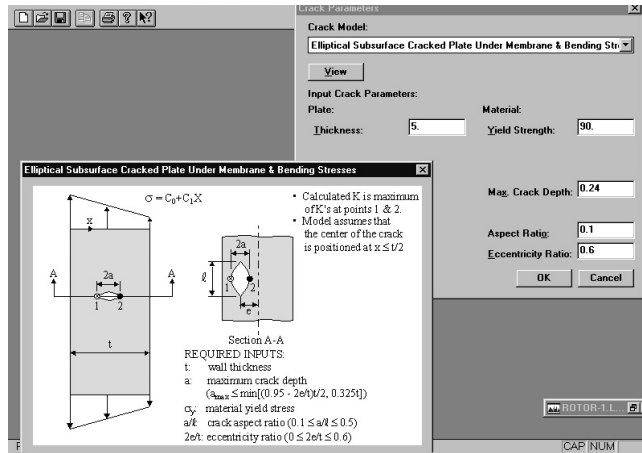 Crack Parameters
Crack Model:
Elliptical Subsurface Cracked Plate Under Membrane & Bending Str
View
Input Crack Parameters:
Plate:
Material:
Thickness:
5.
Yield Strength:
90.
Max. Crack Depth:
0.24
Aspect Ratio:
0.1
Eccentricity Ratio:
0.6
OK
Cancel
Elliptical Subsurface Cracked Plate Under Membrane & Bending Stresses
σ = C₀+C₁X
x
A
A
2a
1
2
t
2a
ℓ
1
2
e
Section A-A
• Calculated K is maximum
of K's at points 1 & 2.
• Model assumes that
the center of the crack
is positioned at x ≤ t/2
REQUIRED INPUTS:
t: wall thickness
a: maximum crack depth
(aₘₐₓ ≤ min[(0.95 - 2e/t)t/2, 0.325t])
σᵧ: material yield stress
a/ℓ: crack aspect ratio (0.1 ≤ a/ℓ ≤ 0.5)
2e/t: eccentricity ratio (0 ≤ 2e/t ≤ 0.6)
ROTOR-1.L...
CAP NUM